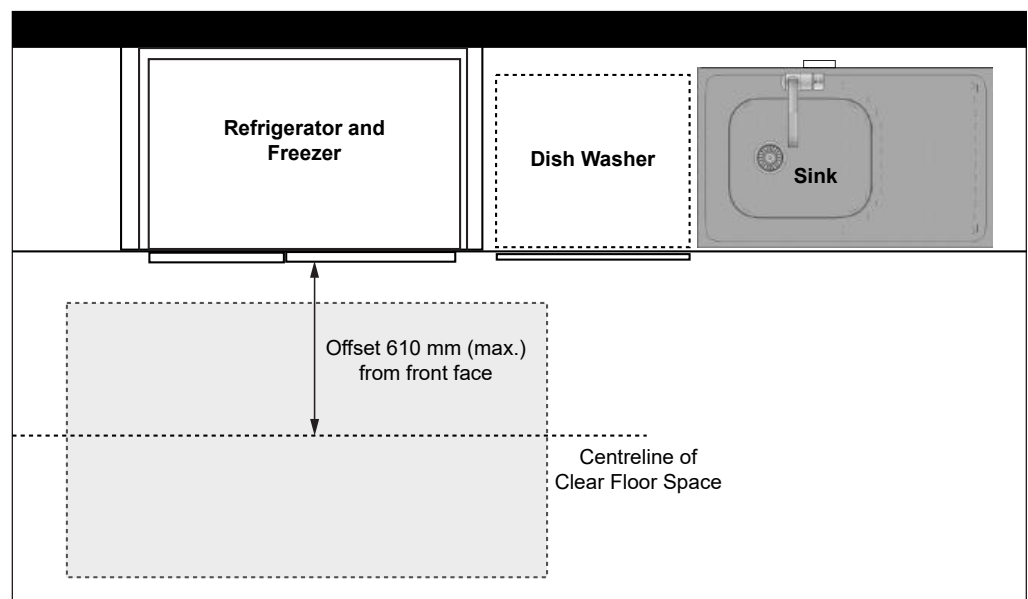 Refrigerator and
Freezer
Dish Washer
Sink
Offset 610 mm (max.)
from front face
Centreline of
Clear Floor Space